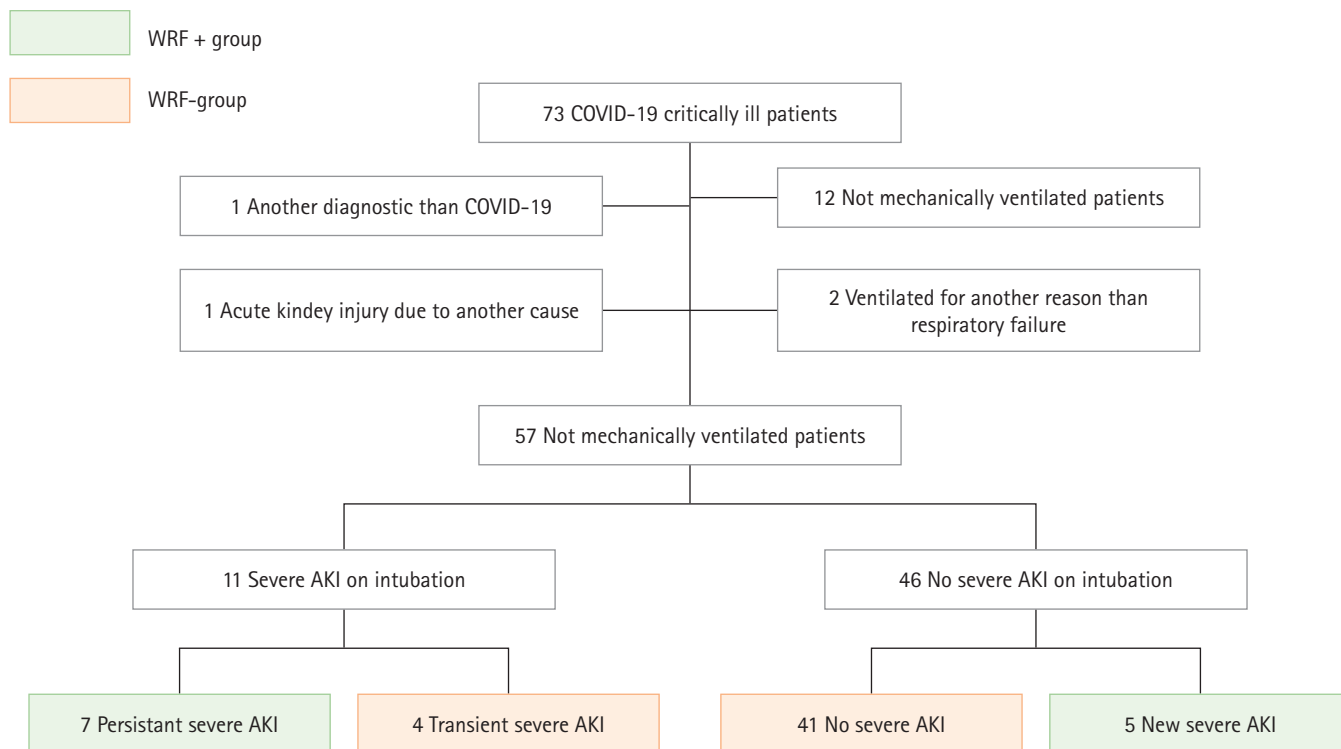 WRF + group
WRF-group
73 COVID-19 critically ill patients
1 Another diagnostic than COVID-19
12 Not mechanically ventilated patients
1 Acute kindey injury due to another cause
2 Ventilated for another reason than
respiratory failure
57 Not mechanically ventilated patients
11 Severe AKI on intubation
46 No severe AKI on intubation
7 Persistant severe AKI
4 Transient severe AKI
41 No severe AKI
5 New severe AKI